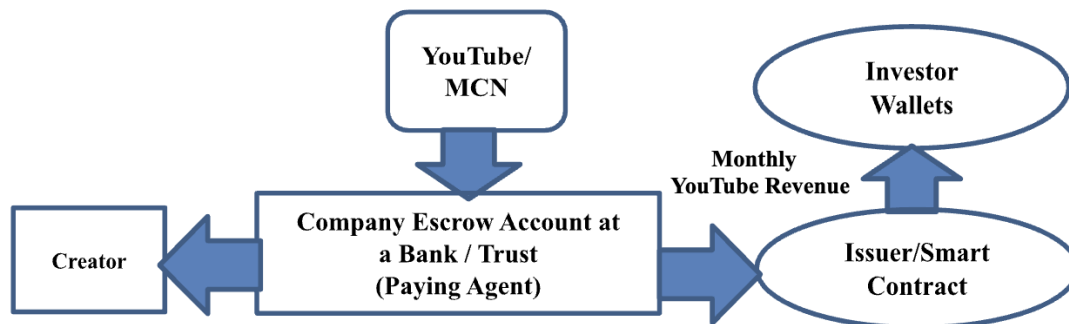 YouTube/
MCN
Investor
Wallets
Monthly
YouTube Revenue
Creator
Company Escrow Account at
a Bank / Trust
(Paying Agent)
Issuer/Smart
Contract